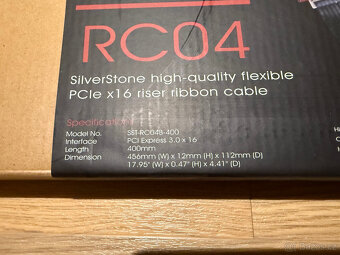 RC04
SilverStone high-quality flexible
PCIe x16 riser ribbon cable
Specification
Model No. SST-RC04B-400
Interface PCI Express 3.0 x 16
Length 400mm
Dimension 456mm (W) x 12mm (H) x 112mm (D)
17.95" (W) x 0.47" (H) x 4.41" (D)